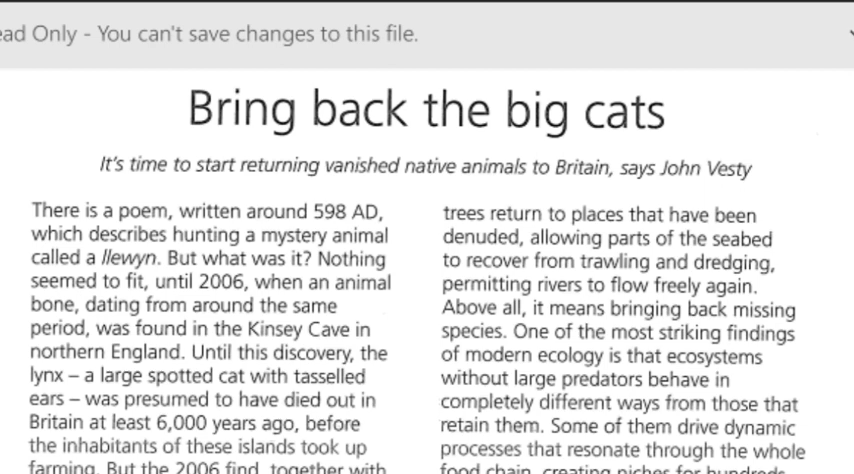 ead Only - You can't save changes to this file.
Bring back the big cats
It's time to start returning vanished native animals to Britain, says John Vesty
There is a poem, written around 598 AD,
which describes hunting a mystery animal
called a llewyn. But what was it? Nothing
seemed to fit, until 2006, when an animal
bone, dating from around the same
period, was found in the Kinsey Cave in
northern England. Until this discovery, the
lynx – a large spotted cat with tasselled
ears – was presumed to have died out in
Britain at least 6,000 years ago, before
the inhabitants of these islands took up
farming. But the 2006 find, together with
trees return to places that have been
denuded, allowing parts of the seabed
to recover from trawling and dredging,
permitting rivers to flow freely again.
Above all, it means bringing back missing
species. One of the most striking findings
of modern ecology is that ecosystems
without large predators behave in
completely different ways from those that
retain them. Some of them drive dynamic
processes that resonate through the whole
food chain, creating niches for hundreds